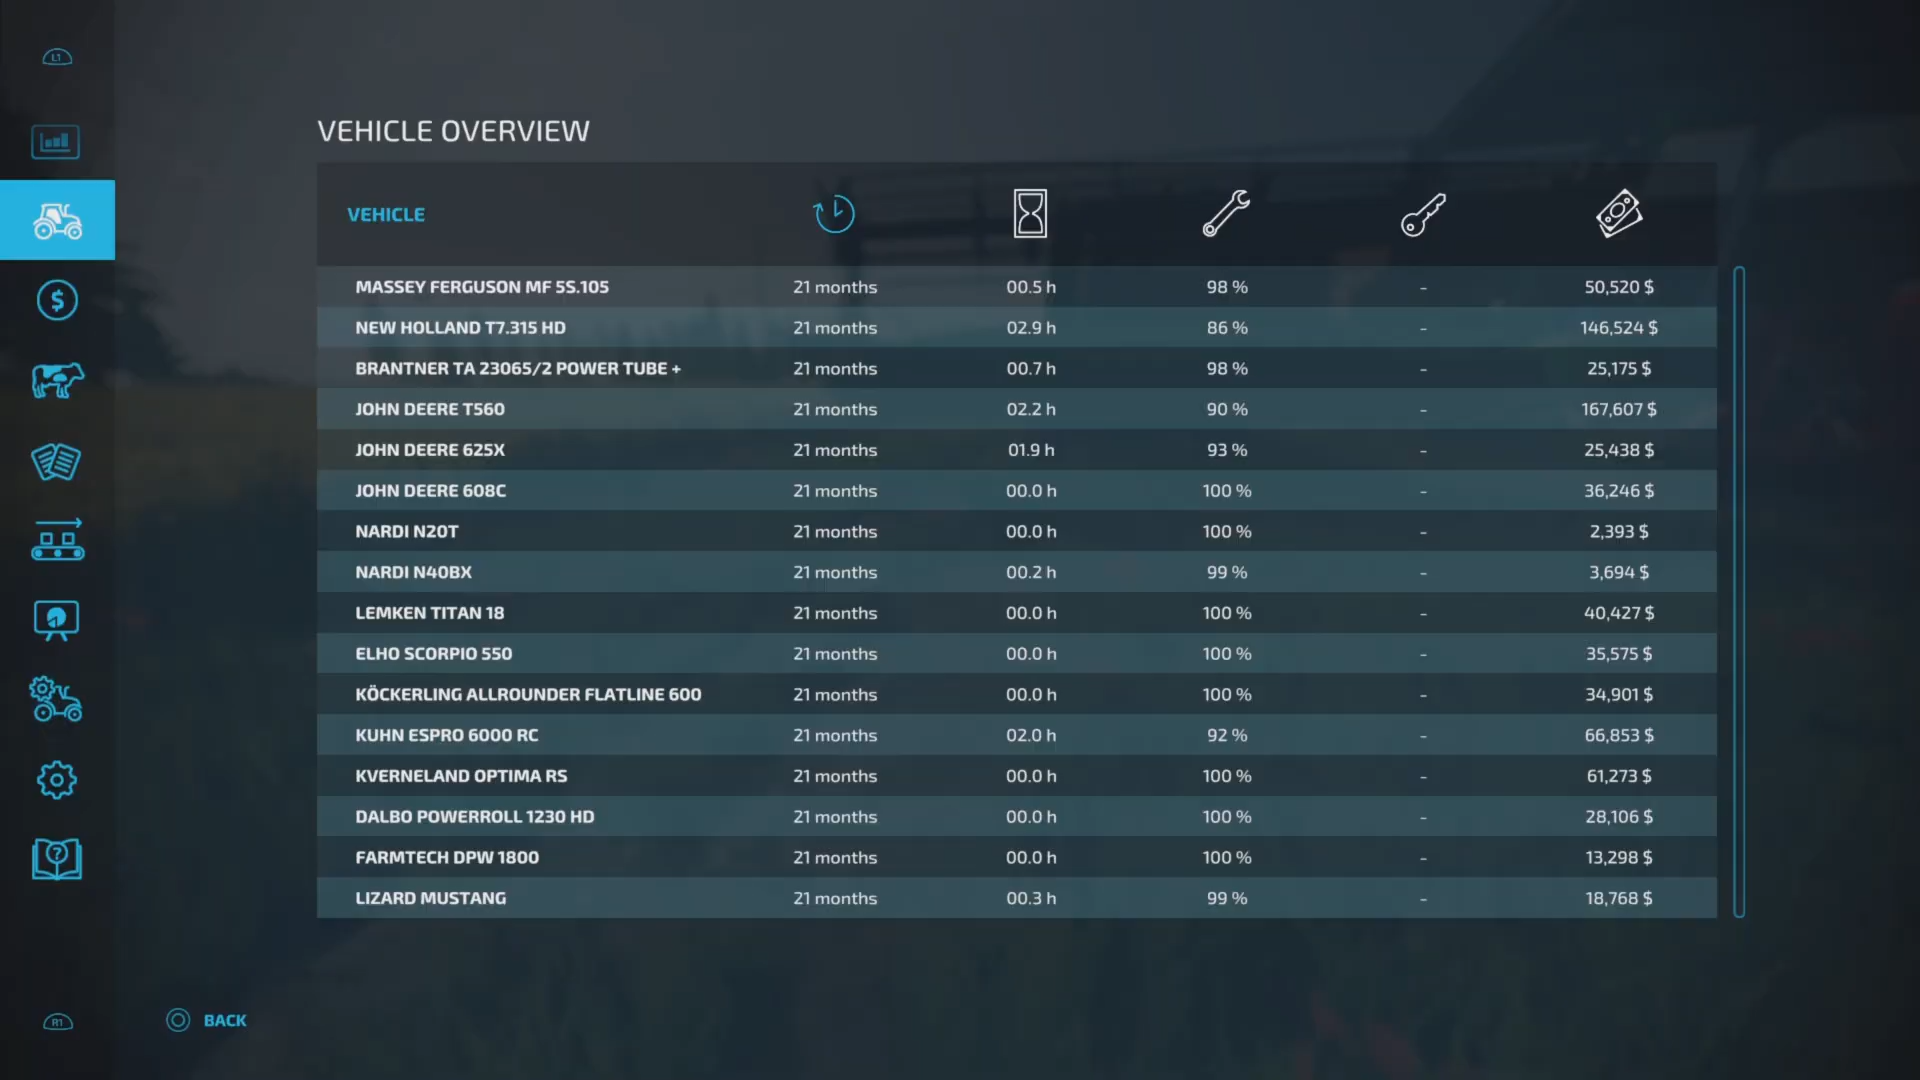 L1
VEHICLE OVERVIEW
VEHICLE
MASSEY FERGUSON MF 5S.105 21 months 00.5 h 98 % - 50,520 $
NEW HOLLAND T7.315 HD 21 months 02.9 h 86 % - 146,524 $
BRANTNER TA 23065/2 POWER TUBE + 21 months 00.7 h 98 % - 25,175 $
JOHN DEERE T560 21 months 02.2 h 90 % - 167,607 $
JOHN DEERE 625X 21 months 01.9 h 93 % - 25,438 $
JOHN DEERE 608C 21 months 00.0 h 100 % - 36,246 $
NARDI N20T 21 months 00.0 h 100 % - 2,393 $
NARDI N40BX 21 months 00.2 h 99 % - 3,694 $
LEMKEN TITAN 18 21 months 00.0 h 100 % - 40,427 $
ELHO SCORPIO 550 21 months 00.0 h 100 % - 35,575 $
KÖCKERLING ALLROUNDER FLATLINE 600 21 months 00.0 h 100 % - 34,901 $
KUHN ESPRO 6000 RC 21 months 02.0 h 92 % - 66,853 $
KVERNELAND OPTIMA RS 21 months 00.0 h 100 % - 61,273 $
DALBO POWERROLL 1230 HD 21 months 00.0 h 100 % - 28,106 $
FARMTECH DPW 1800 21 months 00.0 h 100 % - 13,298 $
LIZARD MUSTANG 21 months 00.3 h 99 % - 18,768 $
R1 BACK